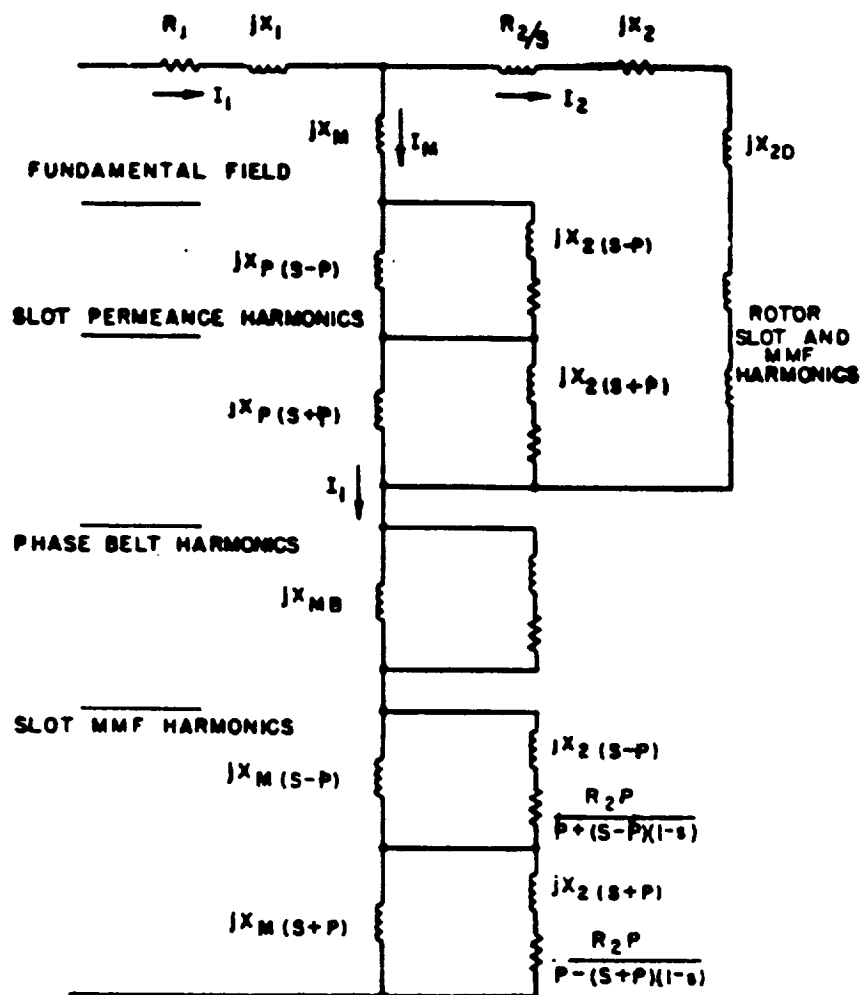 R1 jX1 R2/S jX2
I1 I2
jXM IM jX2D
FUNDAMENTAL FIELD
jXP(S-P) jX2(S-P)
SLOT PERMEANCE HARMONICS
ROTOR
SLOT AND
MMF
HARMONICS
jXP(S+P) jX2(S+P)
I1
PHASE BELT HARMONICS
jXMB
SLOT MMF HARMONICS
jXM(S-P) jX2(S-P)
R2P
P+(S-P)(1-s)
jXM(S+P) jX2(S+P)
R2P
P-(S+P)(1-s)